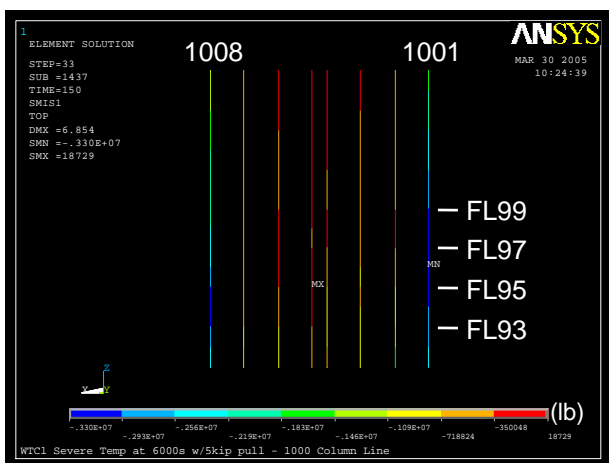 1
ELEMENT SOLUTION
STEP=33
SUB =1437
TIME=150
SMIS1
TOP
DMX =6.854
SMN =-.330E+07
SMX =18729
1008
1001
ANSYS
MAR 30 2005
10:24:39
FL99
FL97
MN
MX
FL95
FL93
Z
X Y
(lb)
-.330E+07 -.256E+07 -.183E+07 -.109E+07 -350048
-.293E+07 -.219E+07 -.146E+07 -718824 18729
WTC1 Severe Temp at 6000s w/5kip pull - 1000 Column Line